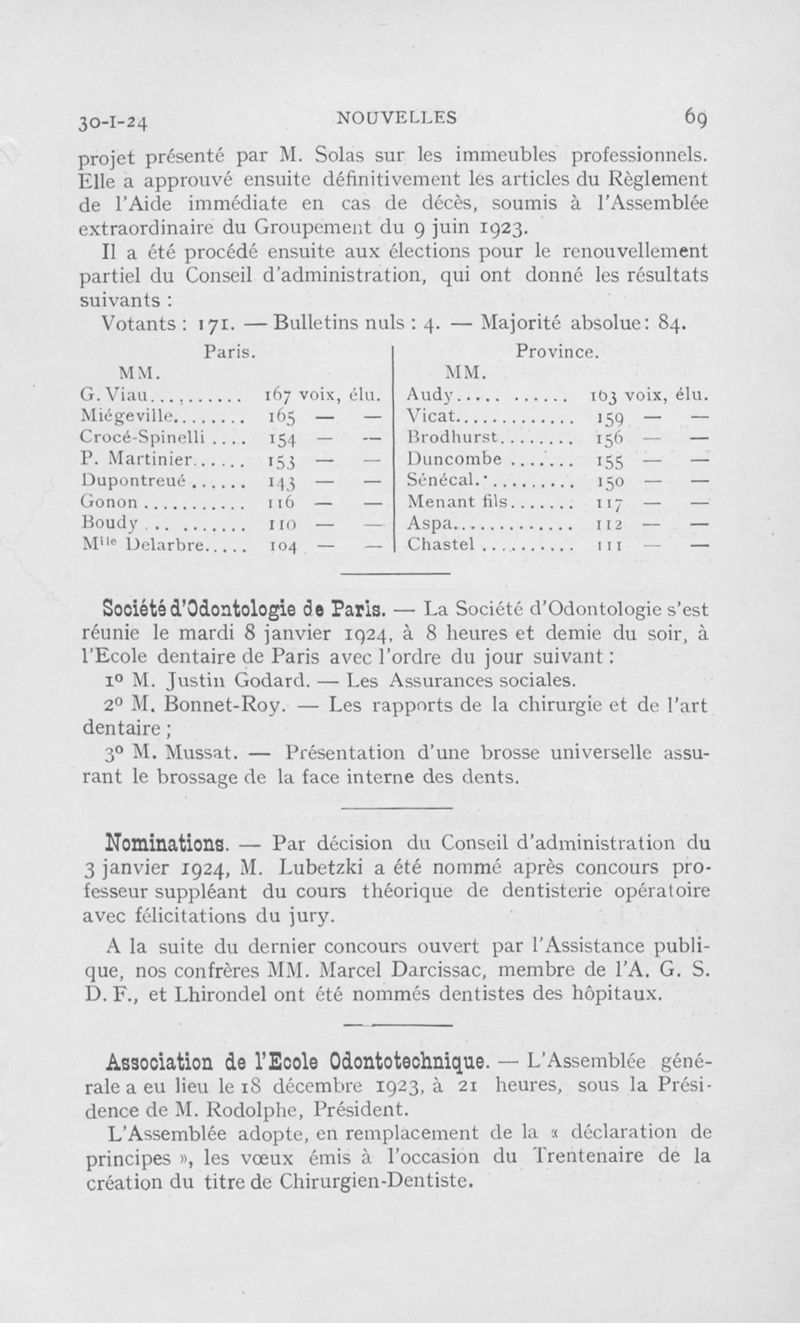 30-I-24 NOUVELLES 69
projet présenté par M. Solas sur les immeubles professionnels.
Elle a approuvé ensuite définitivement les articles du Règlement
de l'Aide immédiate en cas de décès, soumis à l'Assemblée
extraordinaire du Groupement du 9 juin 1923.
Il a été procédé ensuite aux élections pour le renouvellement
partiel du Conseil d'administration, qui ont donné les résultats
suivants :
Votants : 171. — Bulletins nuls : 4. — Majorité absolue : 84.
Paris.
MM.
G. Viau........... 167 voix, élu.
Miégeville........ 165 — —
Crocé-Spinelli .... 154 — —
P. Martinier...... 153 — —
Dupontreué ...... 143 — —
Gonon ........... 116 — —
Boudy ........... 110 — —
Mlle Delarbre..... 104 — —
Province.
MM.
Audy............ 163 voix, élu.
Vicat............. 159 — —
Brodhurst........ 156 — —
Duncombe ....... 155 — —
Sénécal.......... 150 — —
Menant fils....... 117 — —
Aspa............. 112 — —
Chastel .......... 111 — —
Société d'Odontologie de Paris. — La Société d'Odontologie s'est
réunie le mardi 8 janvier 1924, à 8 heures et demie du soir, à
l'Ecole dentaire de Paris avec l'ordre du jour suivant :
1º M. Justin Godard. — Les Assurances sociales.
2º M. Bonnet-Roy. — Les rapports de la chirurgie et de l'art
dentaire ;
3º M. Mussat. — Présentation d'une brosse universelle assu-
rant le brossage de la face interne des dents.
Nominations. — Par décision du Conseil d'administration du
3 janvier 1924, M. Lubetzki a été nommé après concours pro-
fesseur suppléant du cours théorique de dentisterie opératoire
avec félicitations du jury.
A la suite du dernier concours ouvert par l'Assistance publi-
que, nos confrères MM. Marcel Darcissac, membre de l'A. G. S.
D. F., et Lhirondel ont été nommés dentistes des hôpitaux.
Association de l'Ecole Odontotechnique. — L'Assemblée géné-
rale a eu lieu le 18 décembre 1923, à 21 heures, sous la Prési-
dence de M. Rodolphe, Président.
L'Assemblée adopte, en remplacement de la « déclaration de
principes », les vœux émis à l'occasion du Trentenaire de la
création du titre de Chirurgien-Dentiste.